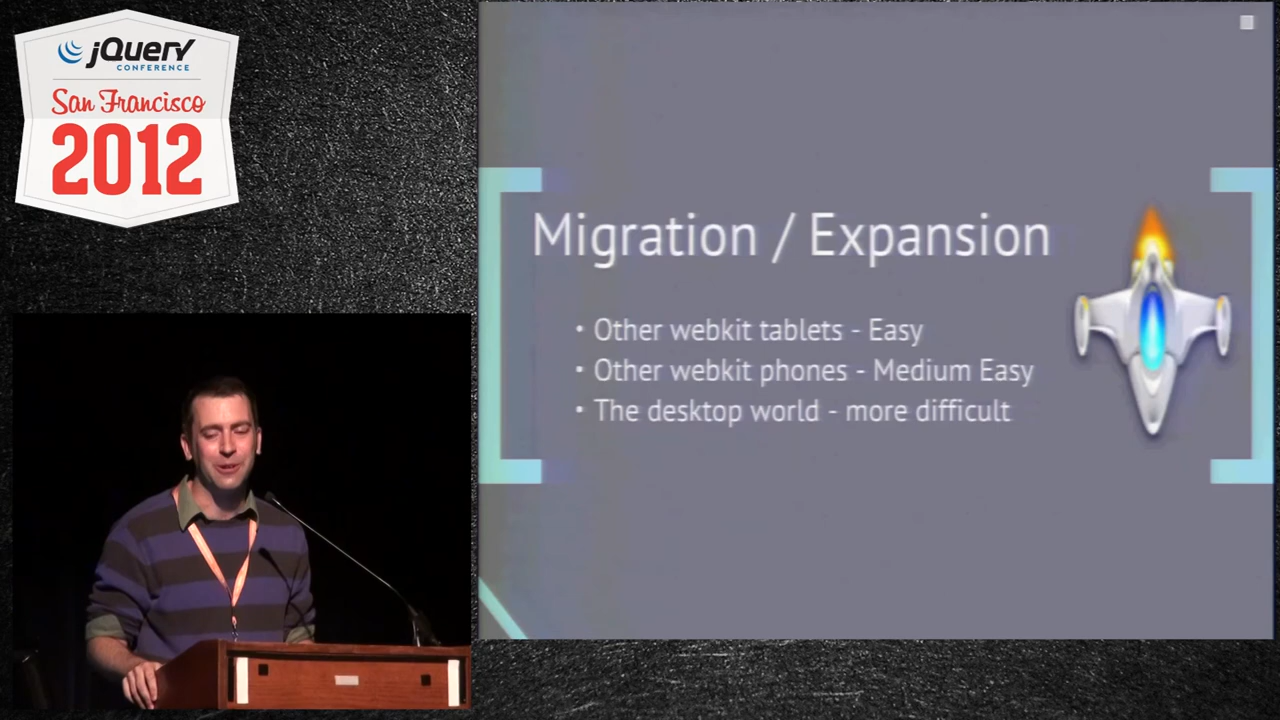 jQuery
CONFERENCE
San Francisco
2012
Migration / Expansion
• Other webkit tablets - Easy
• Other webkit phones - Medium Easy
• The desktop world - more difficult